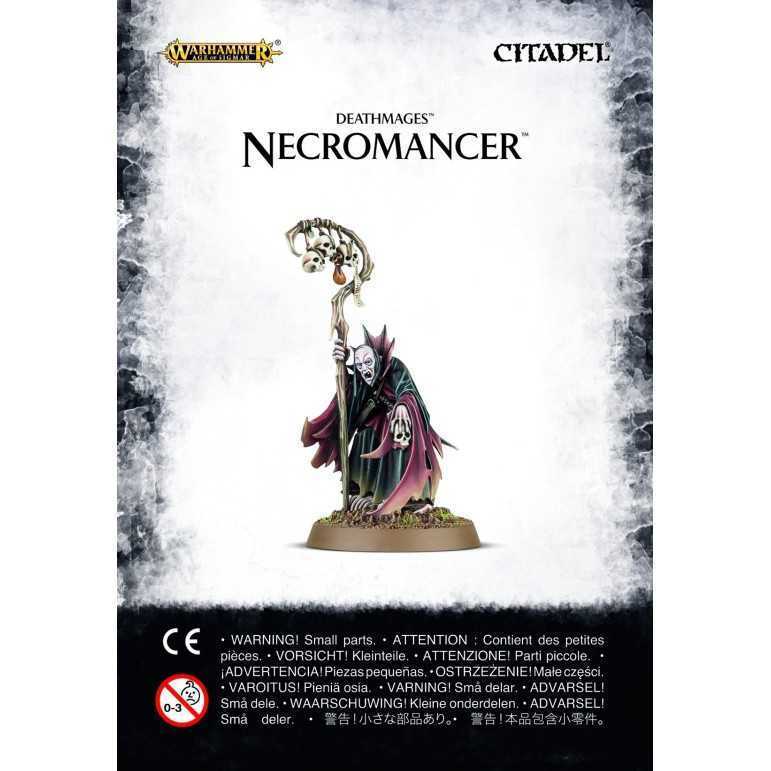 WARHAMMER®
AGE OF SIGMAR
CITADEL®
DEATHMAGES™
NECROMANCER™
CE
• WARNING! Small parts. • ATTENTION : Contient des petites
pièces. • VORSICHT! Kleinteile. • ATTENZIONE! Parti piccole. •
¡ADVERTENCIA! Piezas pequeñas. • OSTRZEŻENIE! Małe części.
• VAROITUS! Pieniä osia. • VARNING! Små delar. • ADVARSEL!
Små dele. • WAARSCHUWING! Kleine onderdelen. • ADVARSEL!
Små deler. • 警告!小さな部品あり。• 警告!本品包含小零件。
0-3